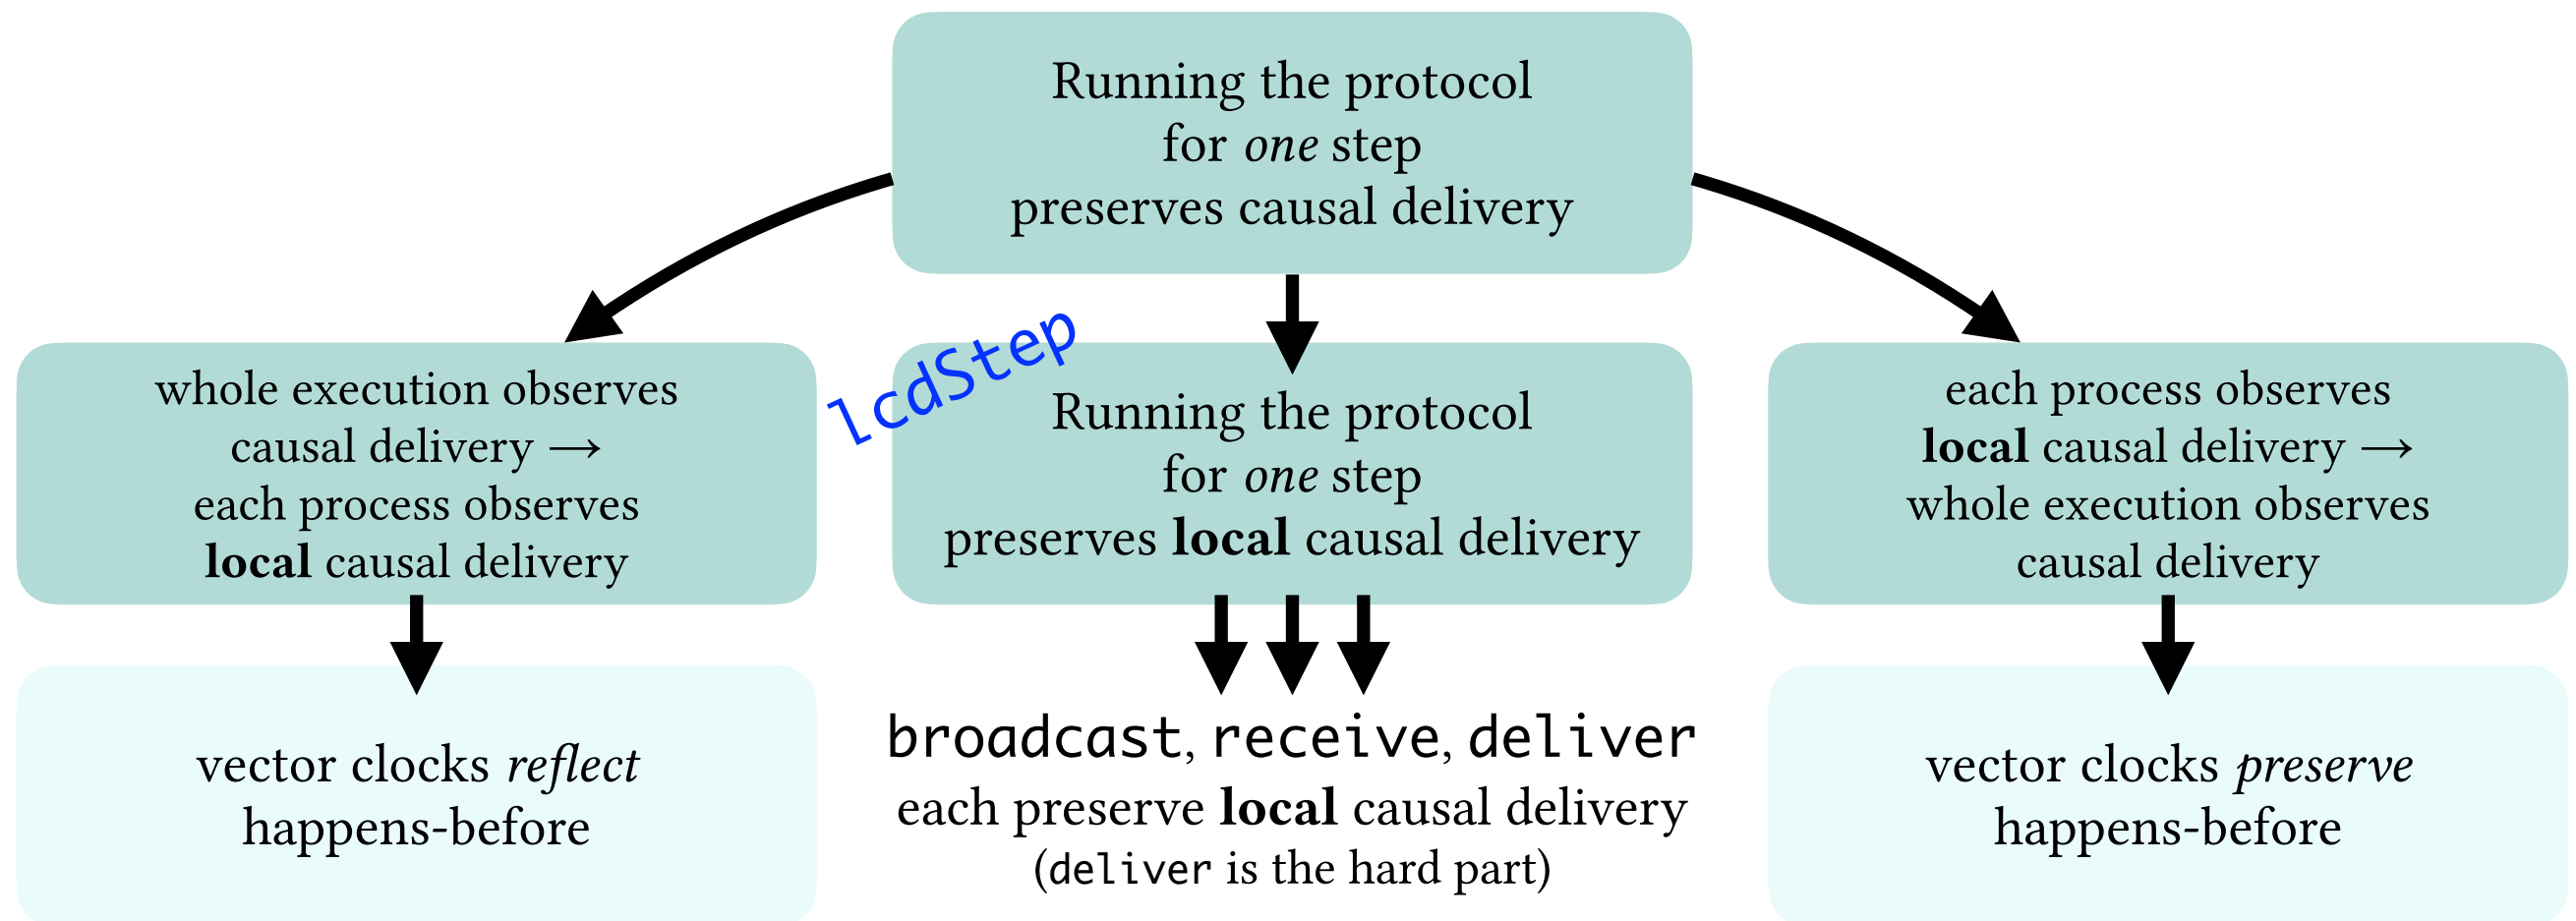 Running the protocol
for one step
preserves causal delivery
whole execution observes
causal delivery →
each process observes
local causal delivery
lcdStep
Running the protocol
for one step
preserves local causal delivery
each process observes
local causal delivery →
whole execution observes
causal delivery
vector clocks reflect
happens-before
broadcast, receive, deliver
each preserve local causal delivery
(deliver is the hard part)
vector clocks preserve
happens-before